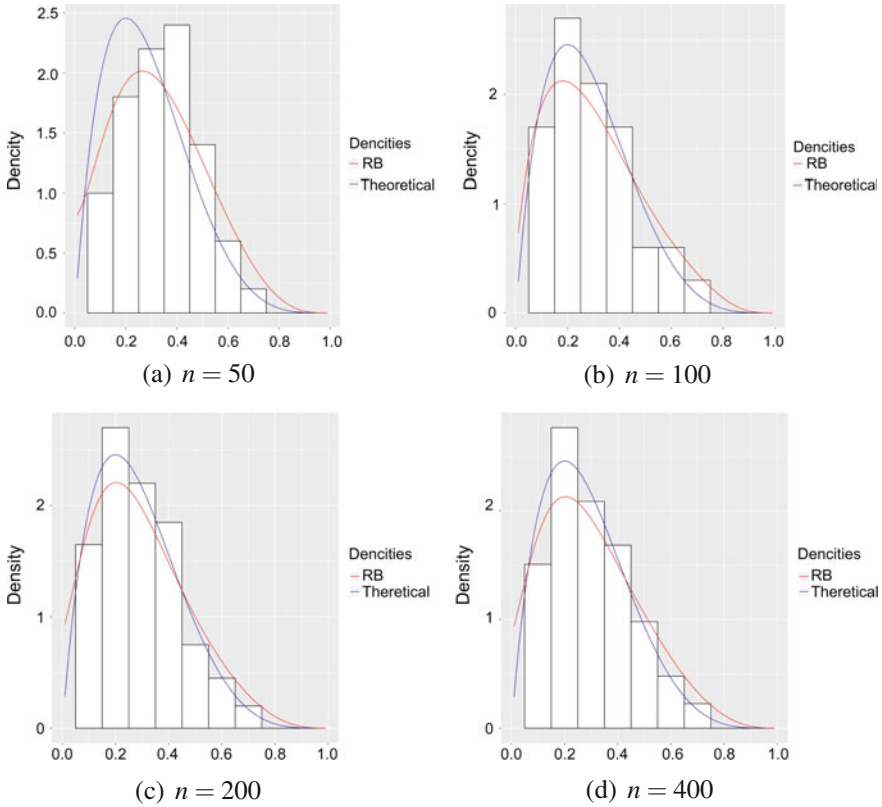 2.5
2.0
1.5
1.0
0.5
0.0
Dencity
0.0 0.2 0.4 0.6 0.8 1.0
Dencities
RB
Theoretical
(a) n = 50
2
1
0
Dencity
0.0 0.2 0.4 0.6 0.8 1.0
Dencities
RB
Theoretical
(b) n = 100
2
1
0
Density
0.0 0.2 0.4 0.6 0.8 1.0
Dencities
RB
Theretical
(c) n = 200
2
1
0
Density
0.0 0.2 0.4 0.6 0.8 1.0
Dencities
RB
Theretical
(d) n = 400